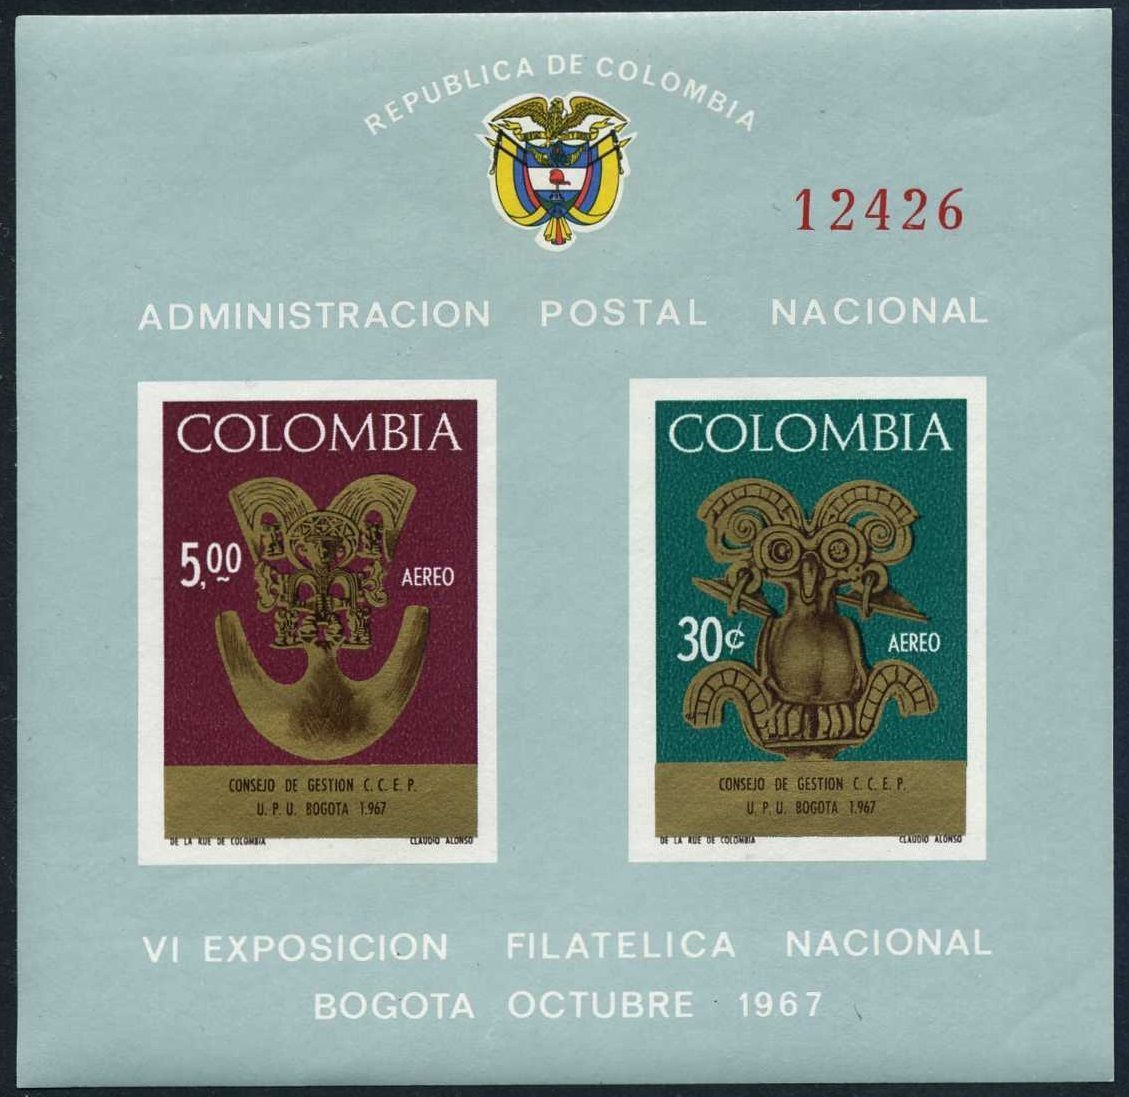 REPUBLICA DE COLOMBIA
12426
ADMINISTRACION POSTAL NACIONAL
COLOMBIA
5,00
AEREO
CONSEJO DE GESTION C. C. E. P.
U. P. U. BOGOTA 1.967
DE LA RUE DE COLOMBIA CLAUDIO ALONSO
COLOMBIA
30¢
AEREO
CONSEJO DE GESTION C. C. E. P.
U. P. U. BOGOTA 1.967
DE LA RUE DE COLOMBIA CLAUDIO ALONSO
VI EXPOSICION FILATELICA NACIONAL
BOGOTA OCTUBRE 1967